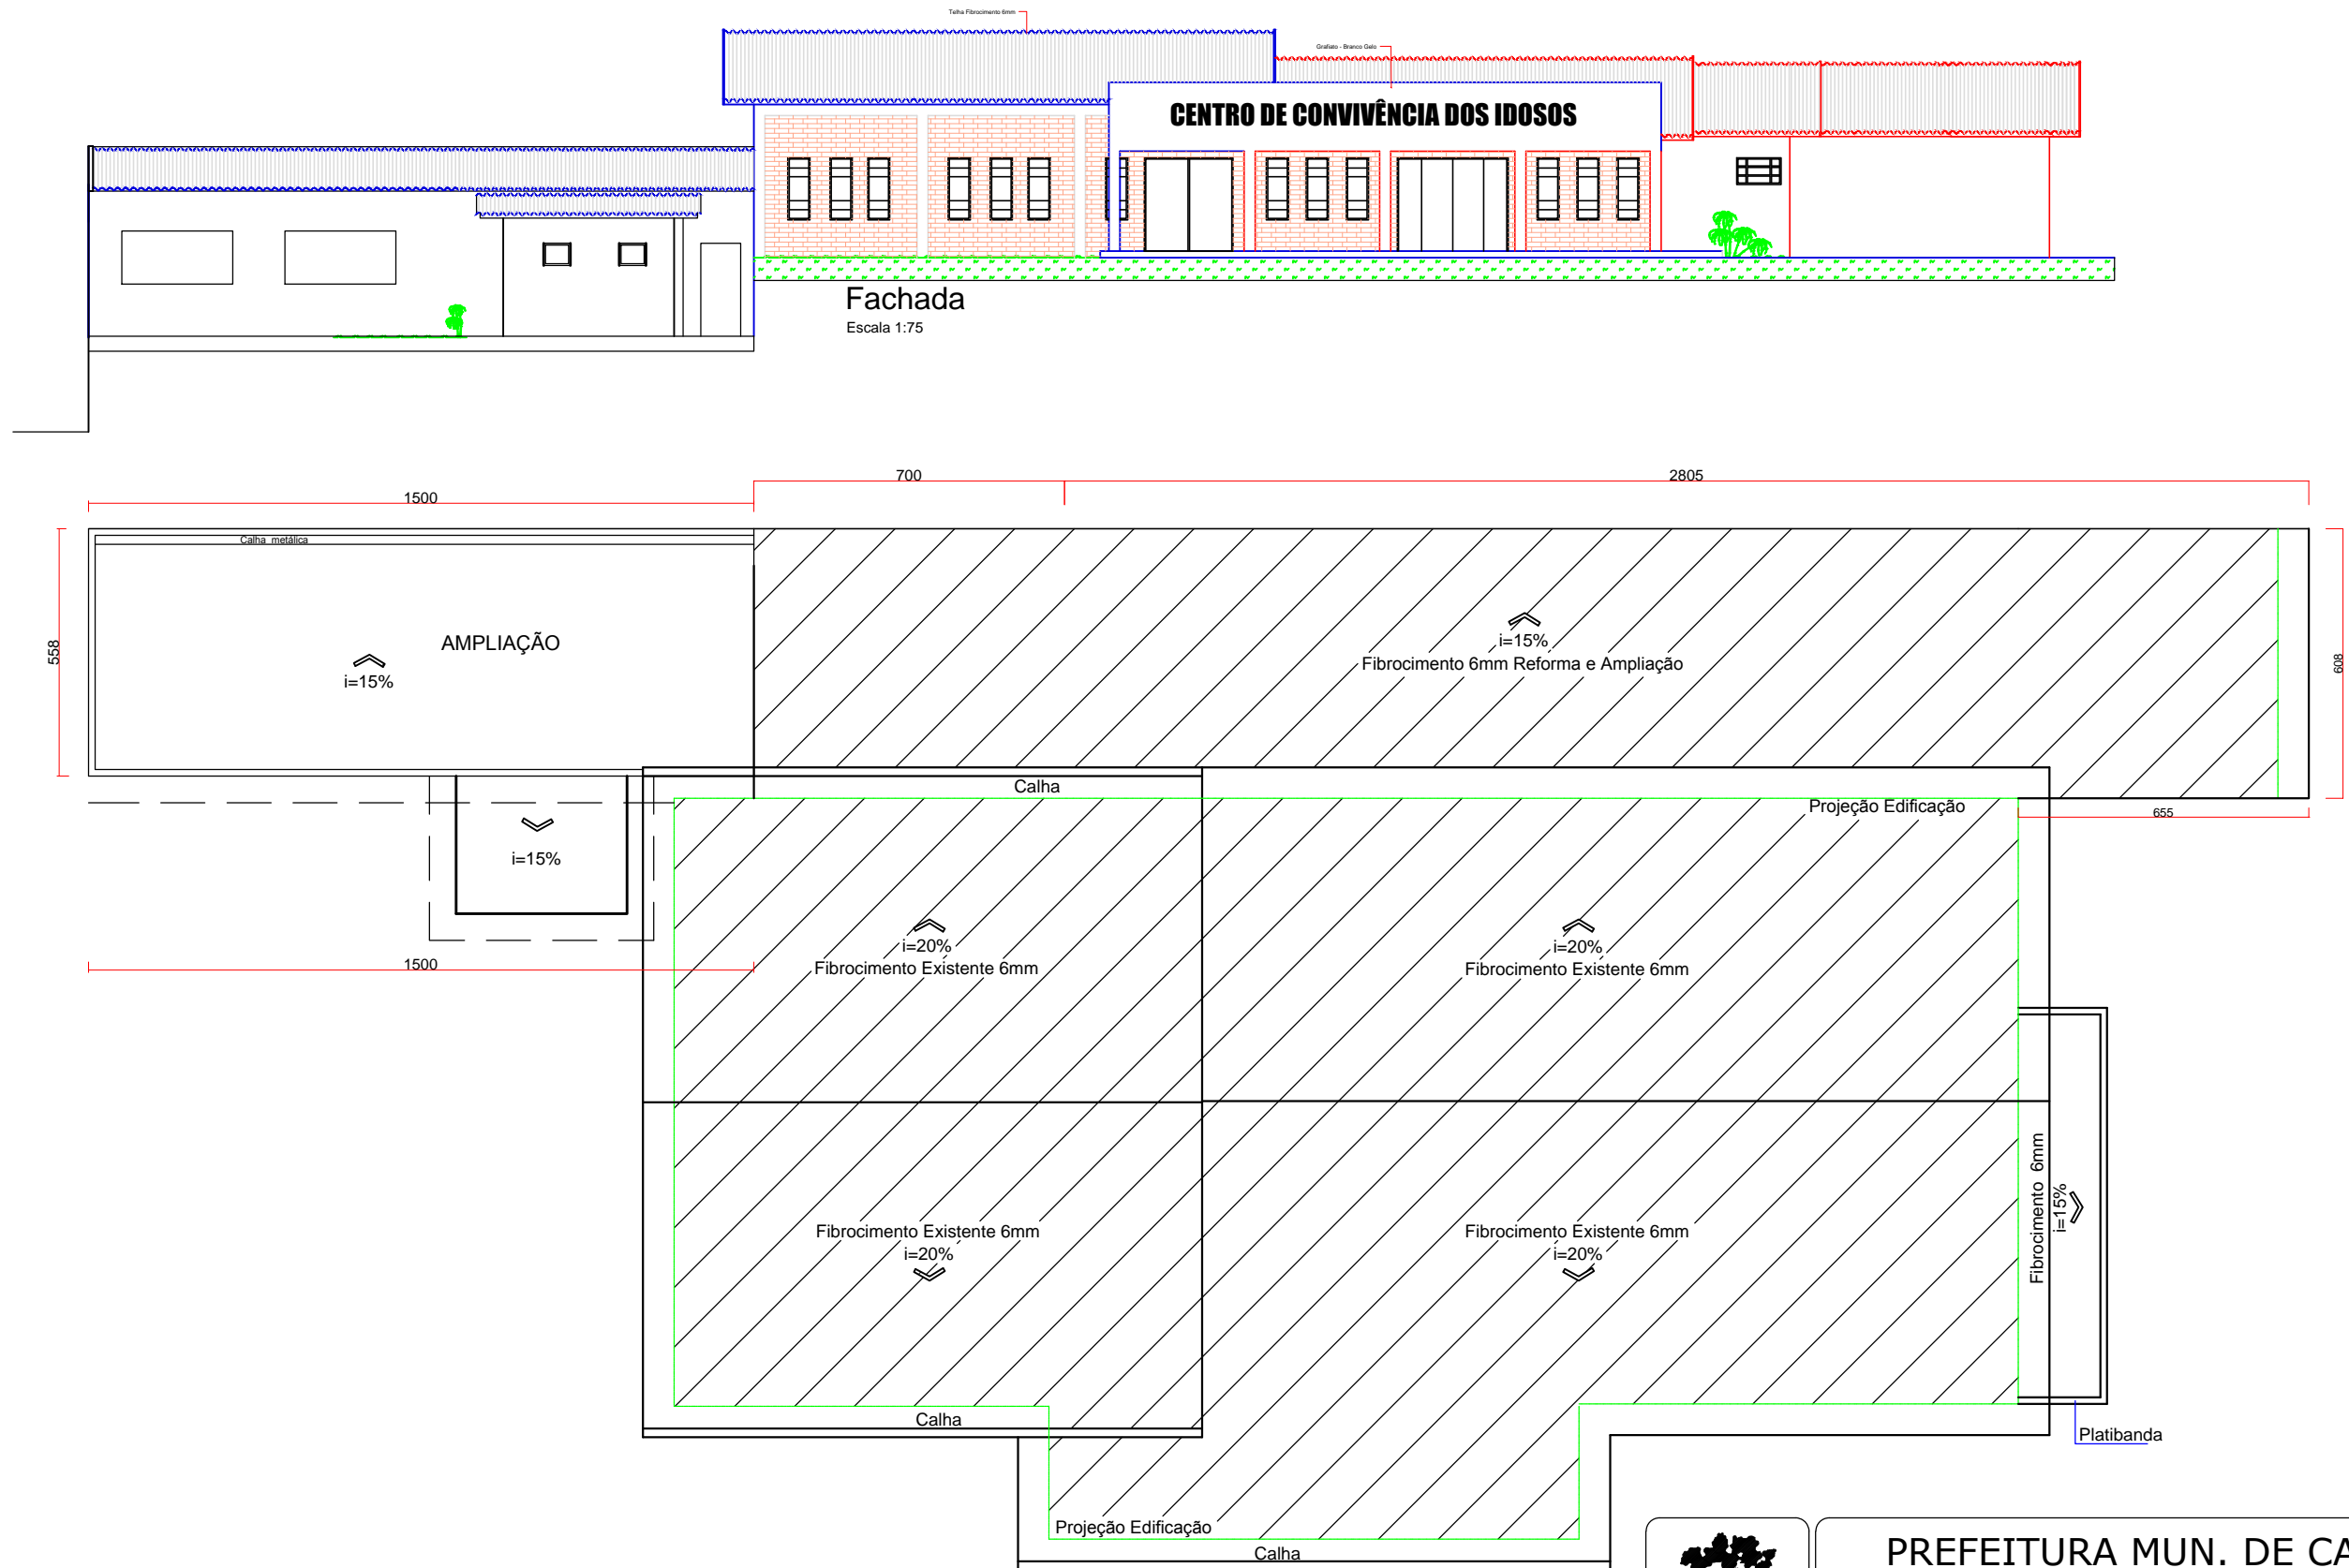 Telha Fibrocimento 6mm
Grafiato - Branco Gelo
CENTRO DE CONVIVÊNCIA DOS IDOSOS
Fachada
Escala 1:75
700
2805
1500
Calha metálica
558
AMPLIAÇÃO
i=15%
i=15%
Fibrocimento 6mm Reforma e Ampliação
608
Calha
Projeção Edificação
655
i=15%
i=20%
Fibrocimento Existente 6mm
i=20%
Fibrocimento Existente 6mm
1500
Fibrocimento Existente 6mm
i=20%
Fibrocimento Existente 6mm
i=20%
Fibrocimento 6mm
i=15%
Calha
Platibanda
Projeção Edificação
Calha
PREFEITURA MUN. DE CA